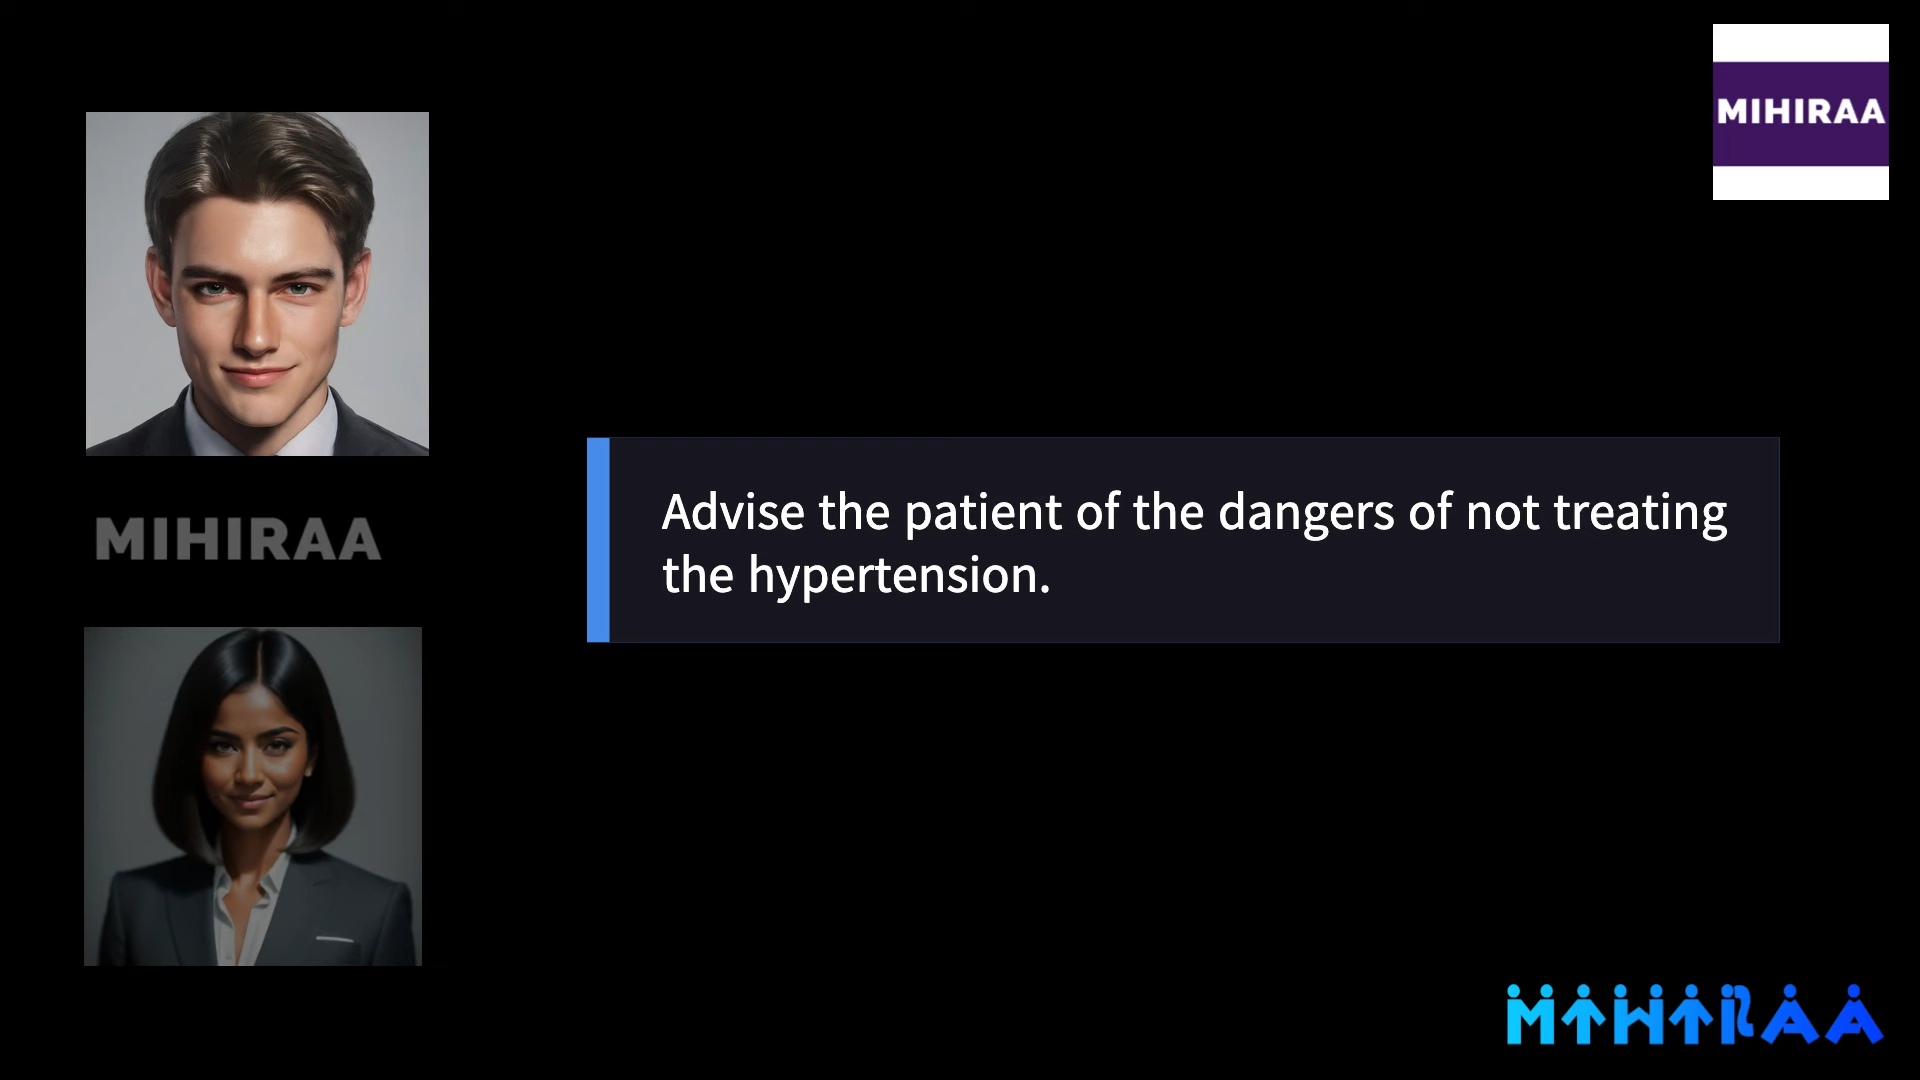 MIHIRAA
MIHIRAA
Advise the patient of the dangers of not treating
the hypertension.
MIHIRAA